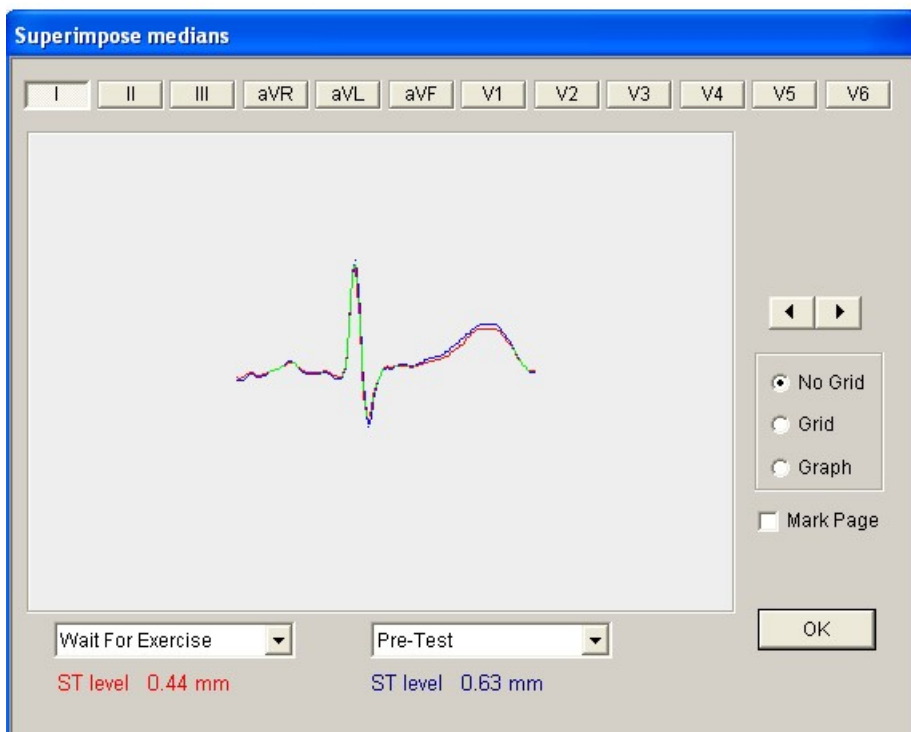 Superimpose medians
I II III aVR aVL aVF V1 V2 V3 V4 V5 V6
No Grid
Grid
Graph
Mark Page
Wait For Exercise Pre-Test OK
ST level 0.44 mm ST level 0.63 mm